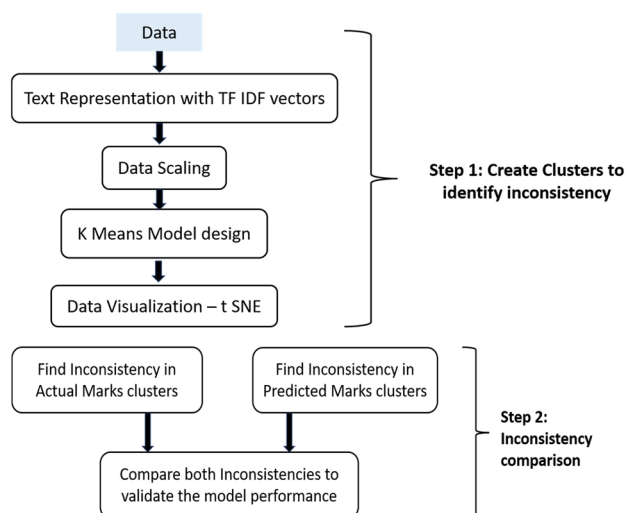 Data
Text Representation with TF IDF vectors
Data Scaling
K Means Model design
Data Visualization – t SNE
Step 1: Create Clusters to
identify inconsistency
Find Inconsistency in
Actual Marks clusters
Find Inconsistency in
Predicted Marks clusters
Compare both Inconsistencies to
validate the model performance
Step 2:
Inconsistency
comparison